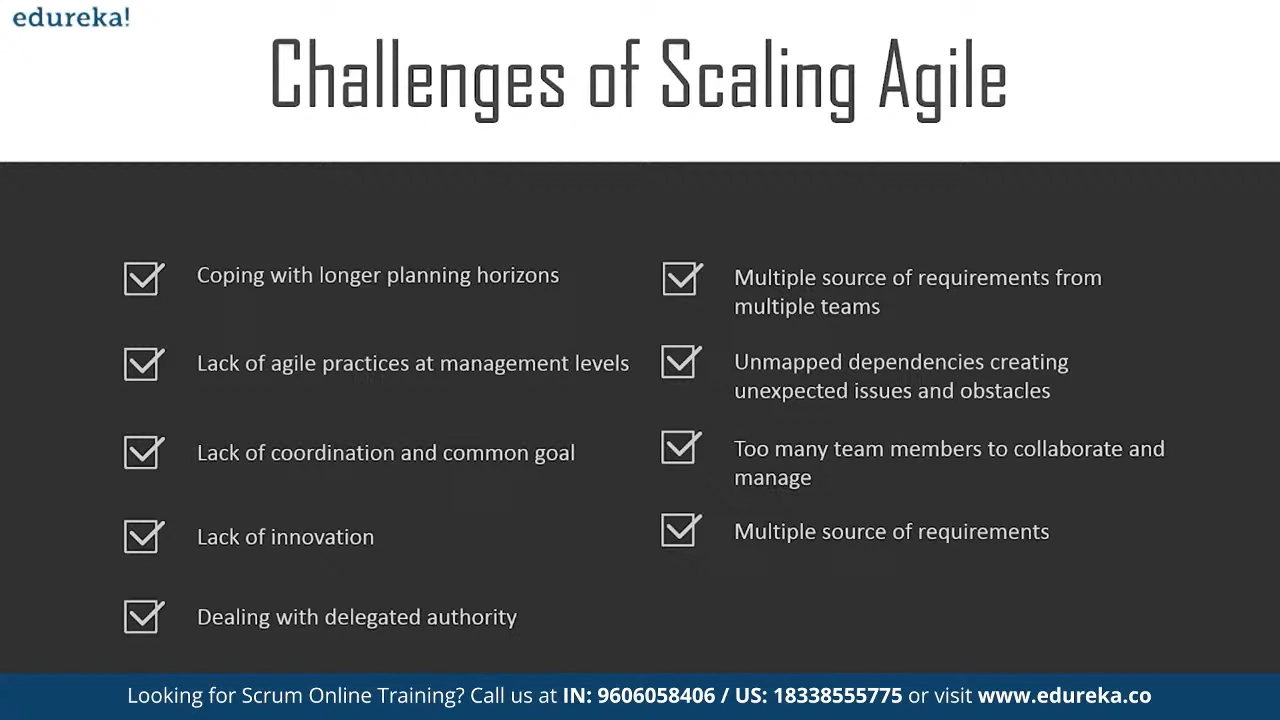 edureka!
Challenges of Scaling Agile
Coping with longer planning horizons
Lack of agile practices at management levels
Lack of coordination and common goal
Lack of innovation
Dealing with delegated authority
Multiple source of requirements from
multiple teams
Unmapped dependencies creating
unexpected issues and obstacles
Too many team members to collaborate and
manage
Multiple source of requirements
Looking for Scrum Online Training? Call us at IN: 9606058406 / US: 18338555775 or visit www.edureka.co